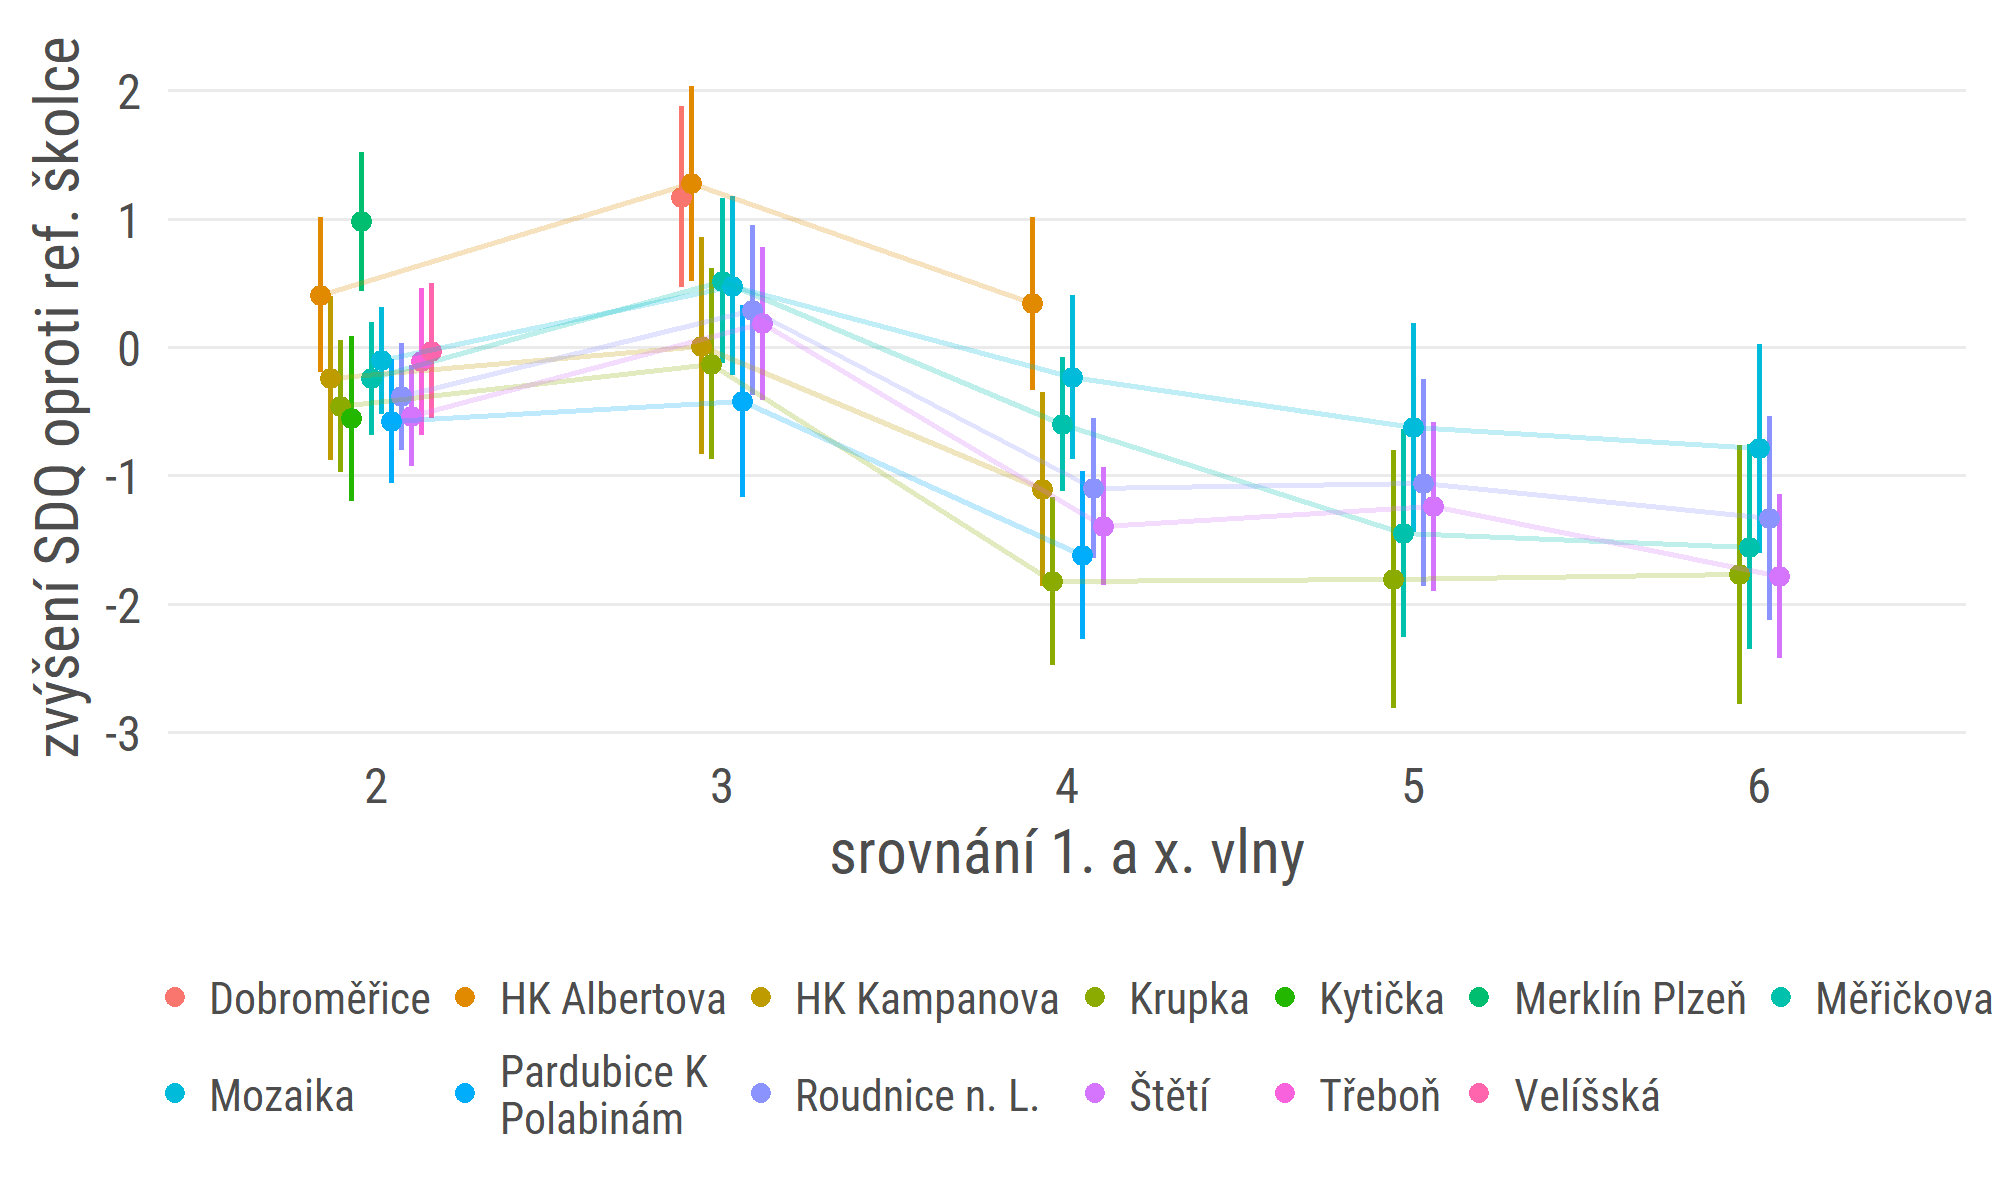 zvýšení SDQ oproti ref. školce
2
1
0
-1
-2
-3
2 3 4 5 6
srovnání 1. a x. vlny
Dobroměřice HK Albertova HK Kampanova Krupka Kytička Merklín Plzeň Měřičkova
Mozaika Pardubice K Roudnice n. L. Štětí Třeboň Velíšská
Polabinám